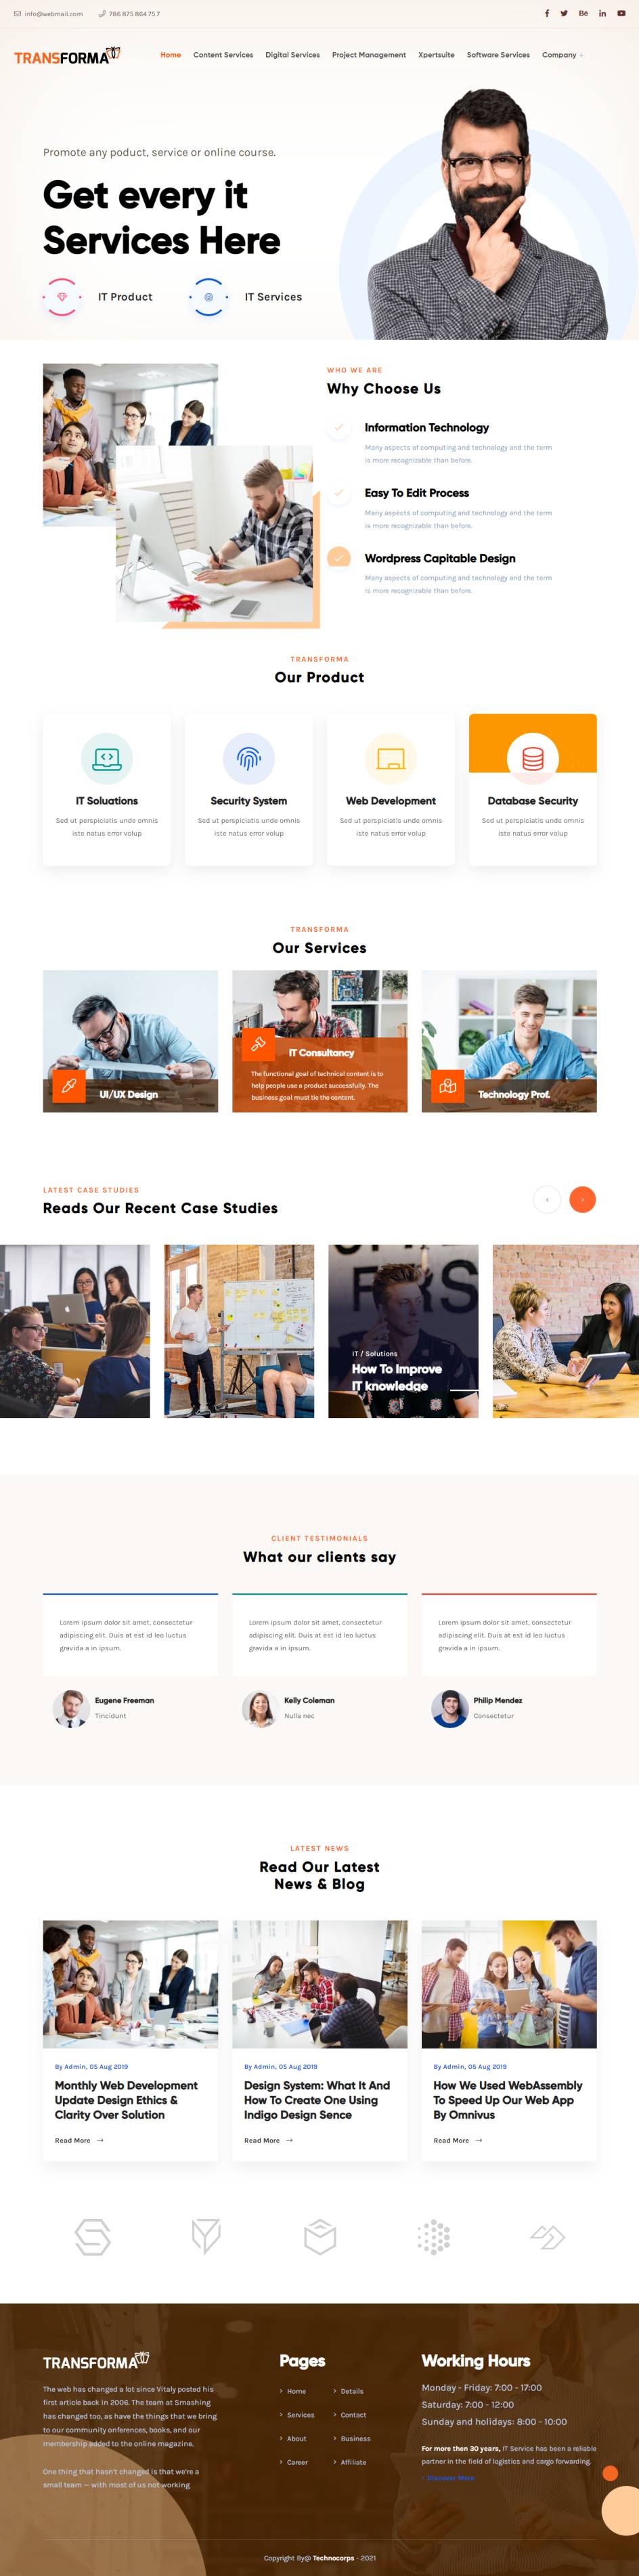 info@webmail.com
786 875 864 75 7
TRANSFORMA
Home
Content Services
Digital Services
Project Management
Xpertsuite
Software Services
Company +
Promote any poduct, service or online course.
Get every it
Services Here
IT Product
IT Services
WHO WE ARE
Why Choose Us
Information Technology
Many aspects of computing and technology and the term
is more recognizable than before.
Easy To Edit Process
Many aspects of computing and technology and the term
is more recognizable than before.
Wordpress Capitable Design
Many aspects of computing and technology and the term
is more recognizable than before.
TRANSFORMA
Our Product
IT Soluations
Sed ut perspiciatis unde omnis
iste natus error volup
Security System
Sed ut perspiciatis unde omnis
iste natus error volup
Web Development
Sed ut perspiciatis unde omnis
iste natus error volup
Database Security
Sed ut perspiciatis unde omnis
iste natus error volup
TRANSFORMA
Our Services
UI/UX Design
IT Consultancy
The functional goal of technical content is to
help people use a product successfully. The
business goal must tie the content.
Technology Prof.
LATEST CASE STUDIES
Reads Our Recent Case Studies
IT / Solutions
How To Improve
IT knowledge
CLIENT TESTIMONIALS
What our clients say
Lorem ipsum dolor sit amet, consectetur
adipiscing elit. Duis at est id leo luctus
gravida a in ipsum.
Eugene Freeman
Tincidunt
Lorem ipsum dolor sit amet, consectetur
adipiscing elit. Duis at est id leo luctus
gravida a in ipsum.
Kelly Coleman
Nulla nec
Lorem ipsum dolor sit amet, consectetur
adipiscing elit. Duis at est id leo luctus
gravida a in ipsum.
Philip Mendez
Consectetur
LATEST NEWS
Read Our Latest
News & Blog
By Admin, 05 Aug 2019
Monthly Web Development
Update Design Ethics &
Clarity Over Solution
Read More
By Admin, 05 Aug 2019
Design System: What It And
How To Create One Using
Indigo Design Sence
Read More
By Admin, 05 Aug 2019
How We Used WebAssembly
To Speed Up Our Web App
By Omnivus
Read More
TRANSFORMA
The web has changed a lot since Vitaly posted his
first article back in 2006. The team at Smashing
has changed too, as have the things that we bring
to our community onferences, books, and our
membership added to the online magazine.
One thing that hasn't changed is that we're a
small team — with most of us not working
Pages
Home
Details
Services
Contact
About
Business
Career
Affiliate
Working Hours
Monday - Friday: 7:00 - 17:00
Saturday: 7:00 - 12:00
Sunday and holidays: 8:00 - 10:00
For more then 30 years, IT Service has been a reliable
partner in the field of logistics and cargo forwarding.
Discover More
Copyright By@ Technocorps - 2021